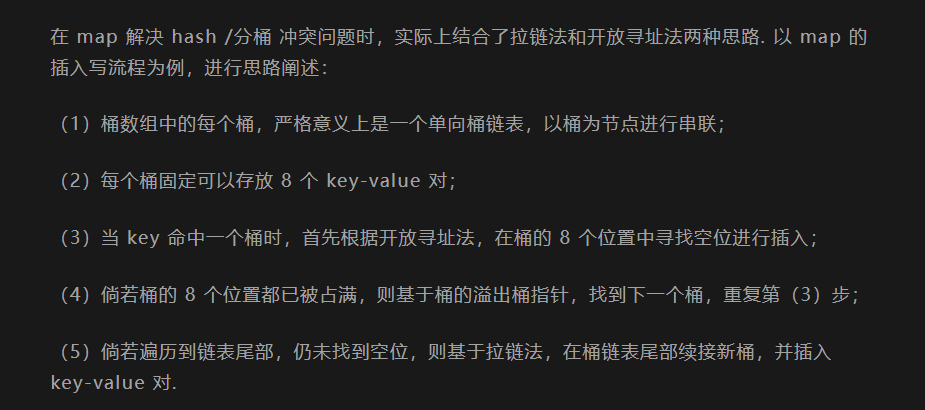 在 map 解决 hash /分桶 冲突问题时，实际上结合了拉链法和开放寻址法两种思路. 以 map 的
插入写流程为例，进行思路阐述：
（1）桶数组中的每个桶，严格意义上是一个单向桶链表，以桶为节点进行串联；
（2）每个桶固定可以存放 8 个 key-value 对；
（3）当 key 命中一个桶时，首先根据开放寻址法，在桶的 8 个位置中寻找空位进行插入；
（4）倘若桶的 8 个位置都已被占满，则基于桶的溢出桶指针，找到下一个桶，重复第（3）步；
（5）倘若遍历到链表尾部，仍未找到空位，则基于拉链法，在桶链表尾部续接新桶，并插入
key-value 对.